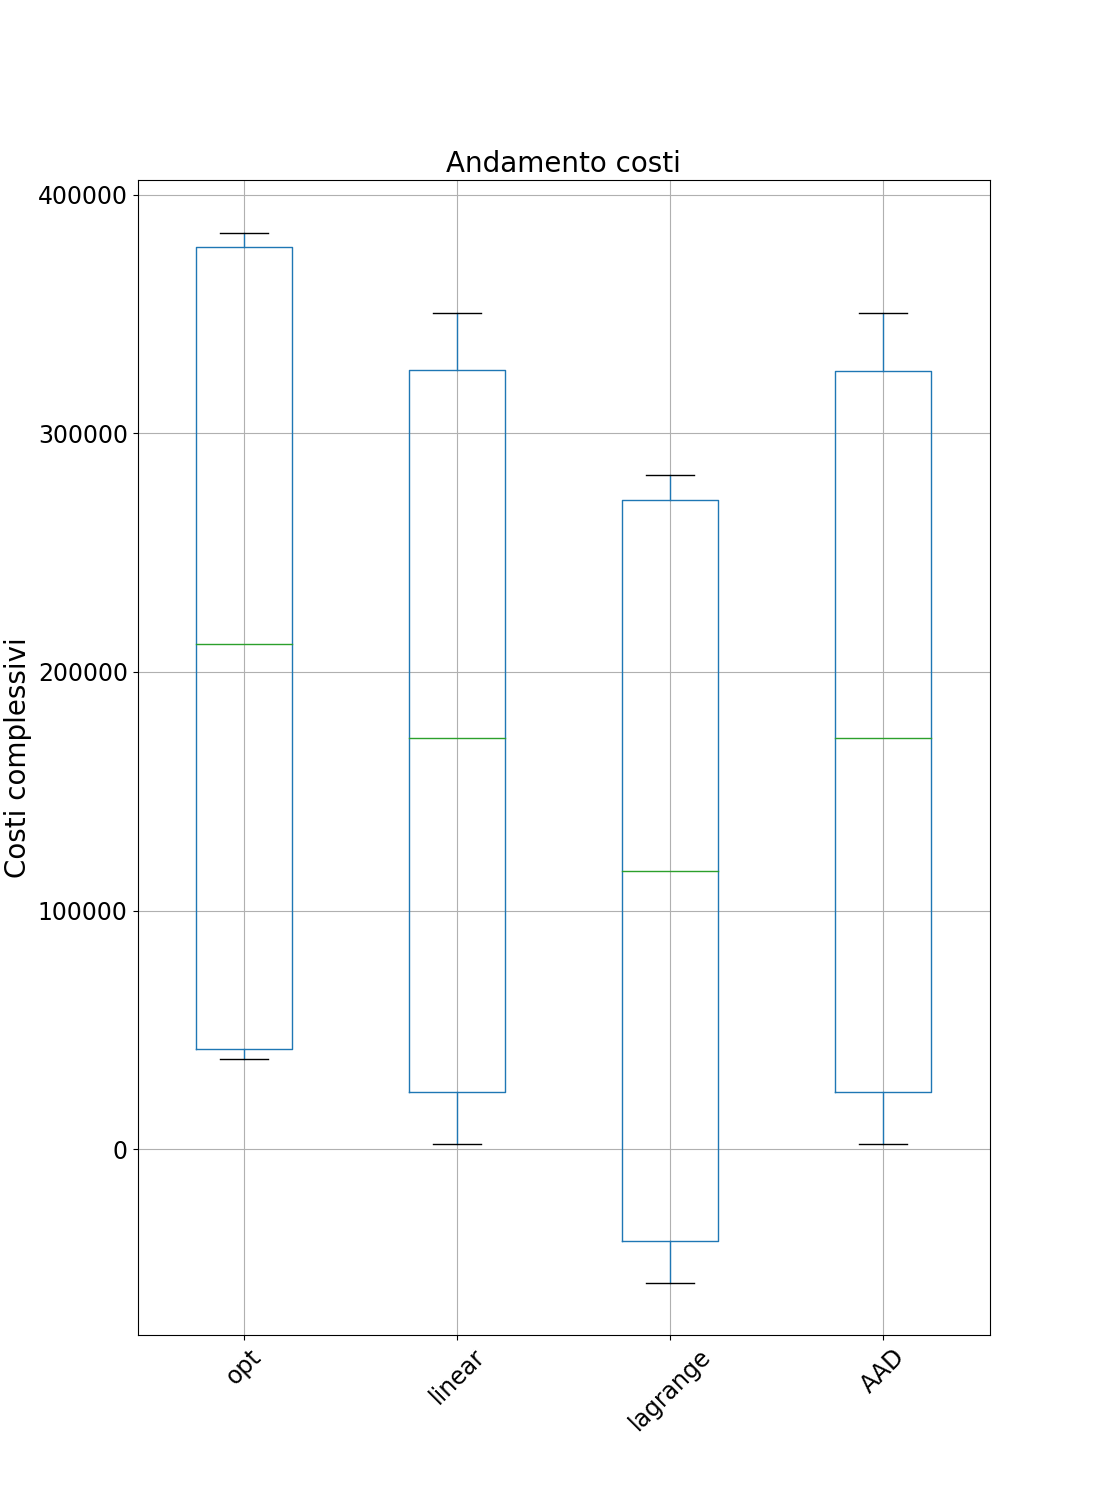 Andamento costi
400000
300000
200000
100000
0
Costi complessivi
opt
linear
lagrange
AAD